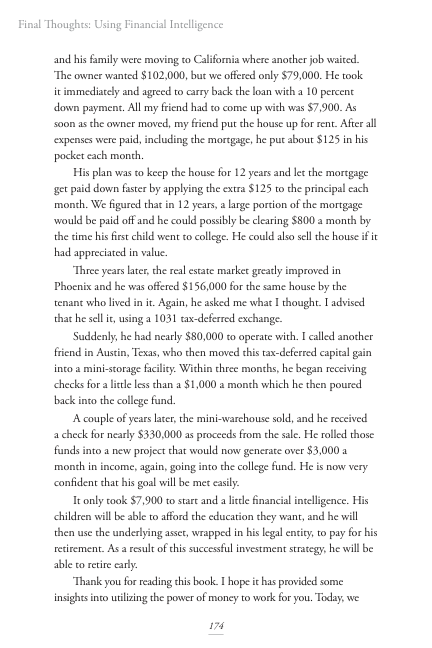 Final Thoughts: Using Financial Intelligence
and his family were moving to California where another job waited.
The owner wanted $102,000, but we offered only $79,000. He took
it immediately and agreed to carry back the loan with a 10 percent
down payment. All my friend had to come up with was $7,900. As
soon as the owner moved, my friend put the house up for rent. After all
expenses were paid, including the mortgage, he put about $125 in his
pocket each month.
His plan was to keep the house for 12 years and let the mortgage
get paid down faster by applying the extra $125 to the principal each
month. We figured that in 12 years, a large portion of the mortgage
would be paid off and he could possibly be clearing $800 a month by
the time his first child went to college. He could also sell the house if it
had appreciated in value.
Three years later, the real estate market greatly improved in
Phoenix and he was offered $156,000 for the same house by the
tenant who lived in it. Again, he asked me what I thought. I advised
that he sell it, using a 1031 tax-deferred exchange.
Suddenly, he had nearly $80,000 to operate with. I called another
friend in Austin, Texas, who then moved this tax-deferred capital gain
into a mini-storage facility. Within three months, he began receiving
checks for a little less than a $1,000 a month which he then poured
back into the college fund.
A couple of years later, the mini-warehouse sold, and he received
a check for nearly $330,000 as proceeds from the sale. He rolled those
funds into a new project that would now generate over $3,000 a
month in income, again, going into the college fund. He is now very
confident that his goal will be met easily.
It only took $7,900 to start and a little financial intelligence. His
children will be able to afford the education they want, and he will
then use the underlying asset, wrapped in his legal entity, to pay for his
retirement. As a result of this successful investment strategy, he will be
able to retire early.
Thank you for reading this book. I hope it has provided some
insights into utilizing the power of money to work for you. Today, we
174